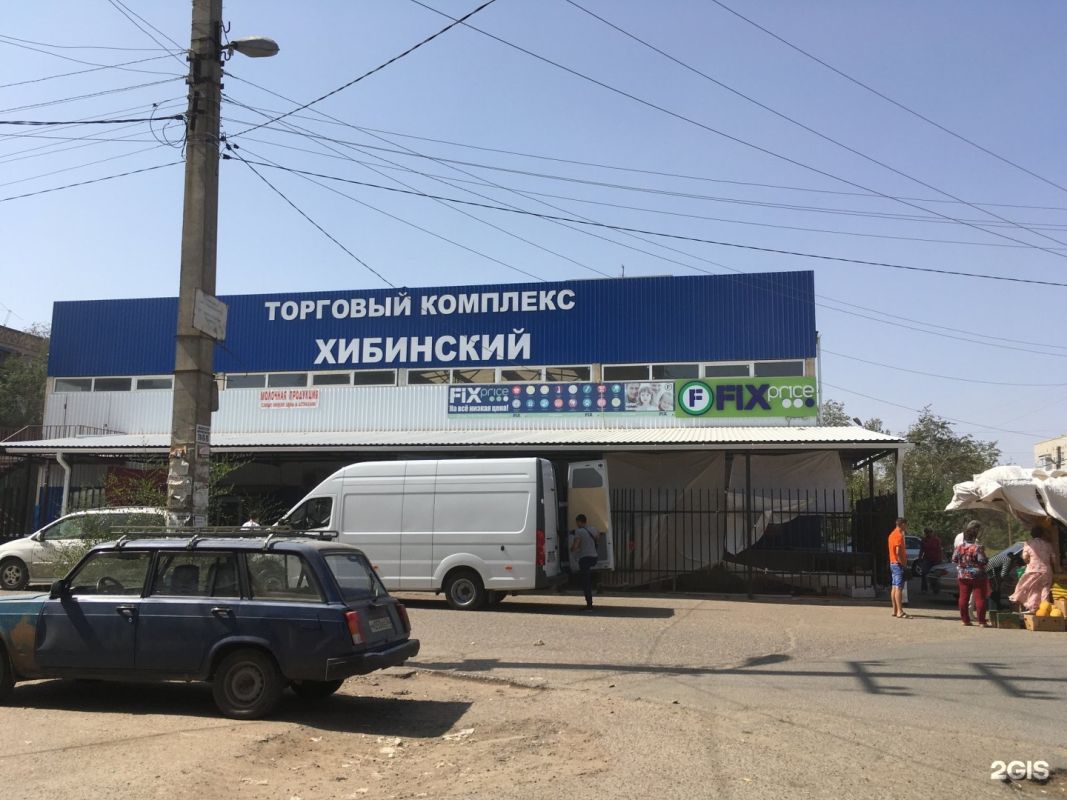 ТОРГОВЫЙ КОМПЛЕКС
ХИБИНСКИЙ
МОЛОЧНАЯ ПРОДУКЦИЯ
FIX price
На всё низкая цена!
F FIX price
2GIS